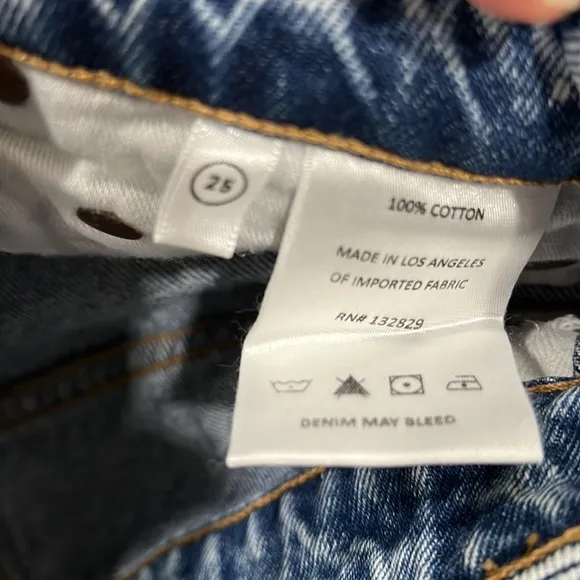 25
100% COTTON
MADE IN LOS ANGELES
OF IMPORTED FABRIC
RN# 132829
DENIM MAY BLEED